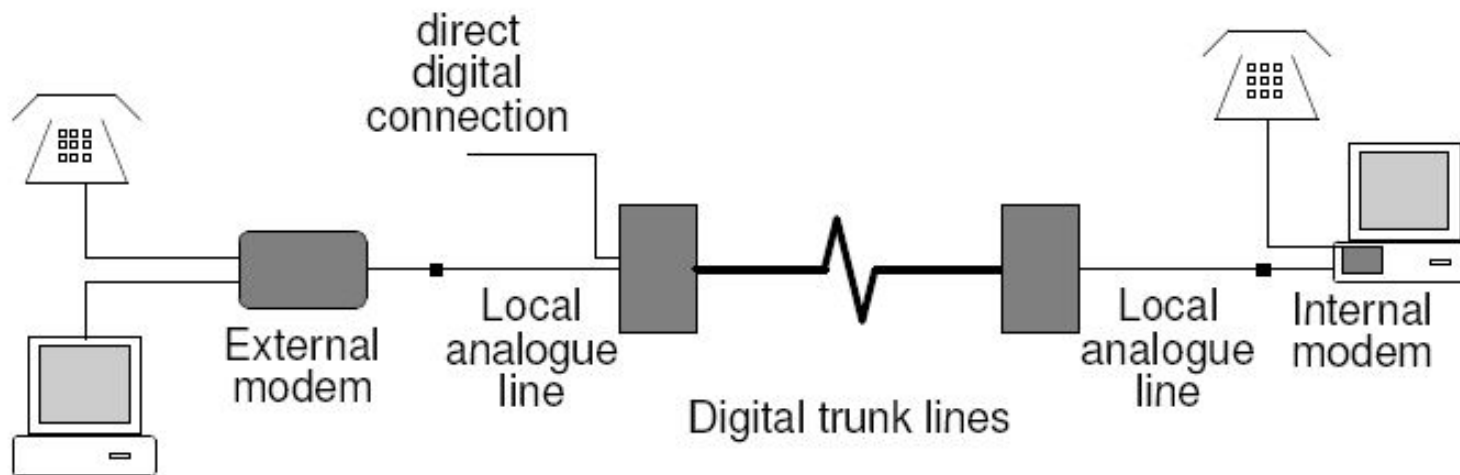 direct
digital
connection
External
modem
Local
analogue
line
Digital trunk lines
Local
analogue
line
Internal
modem